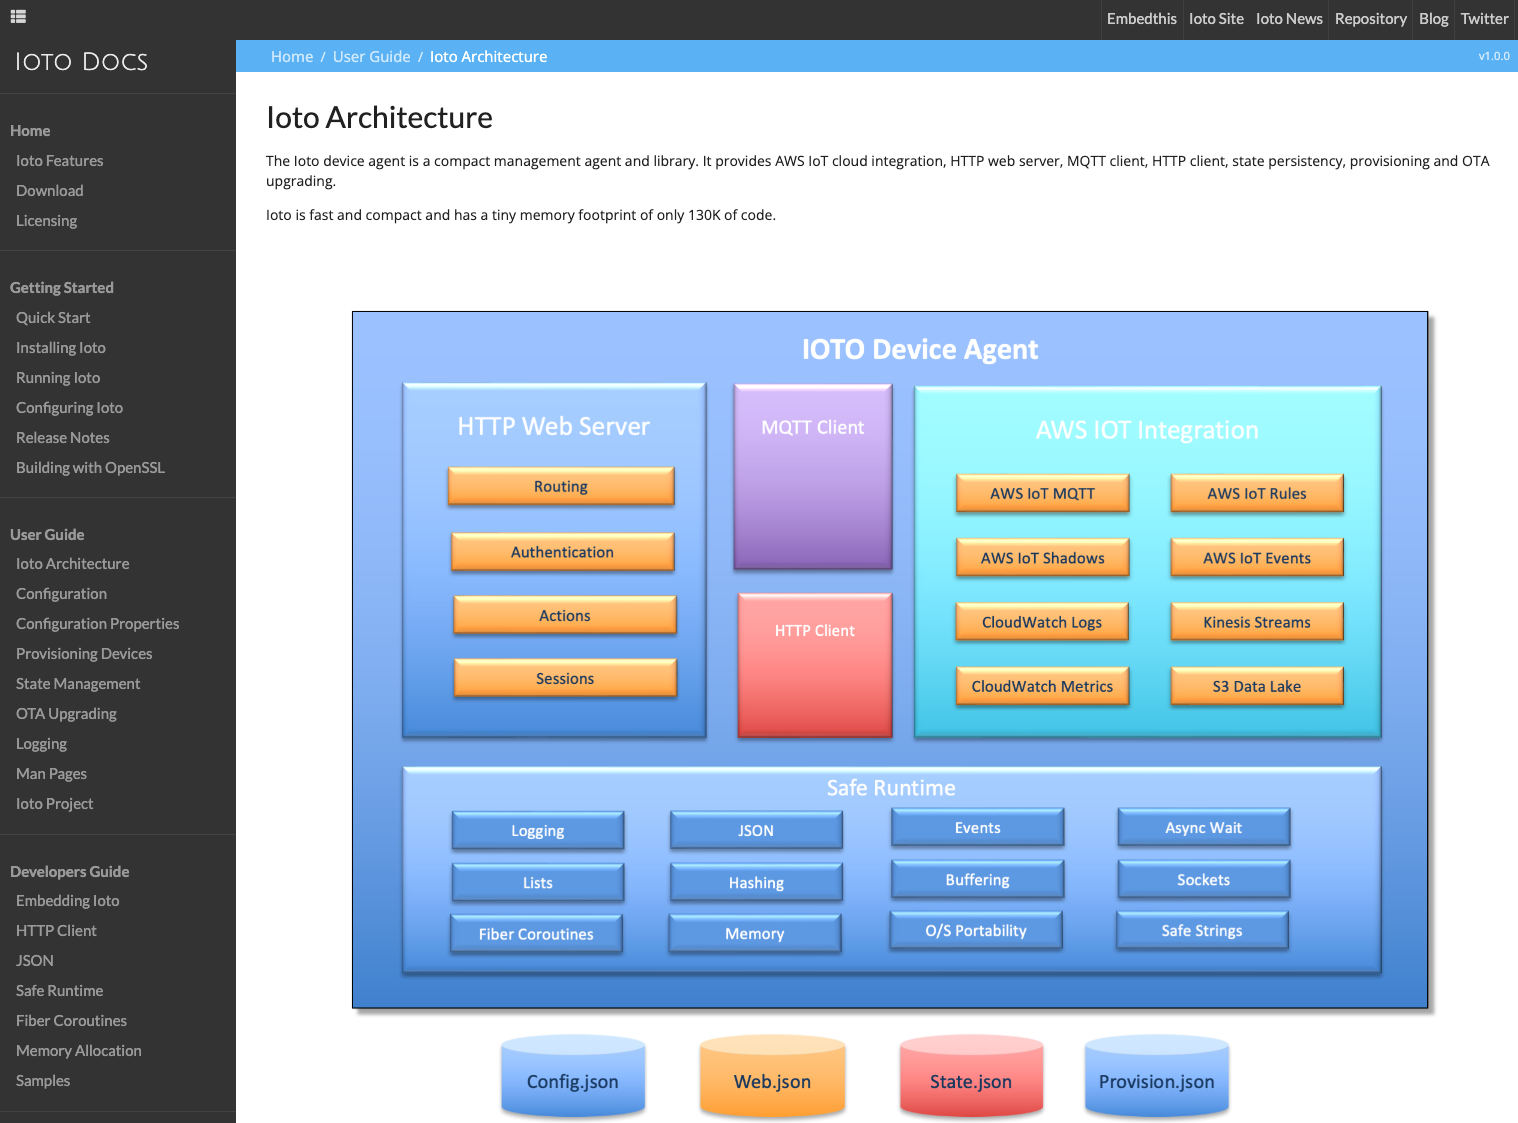 Embedthis Ioto Site Ioto News Repository Blog Twitter
Ioto Docs
Home / User Guide / Ioto Architecture
v1.0.0
Home
Ioto Features
Download
Licensing
Getting Started
Quick Start
Installing Ioto
Running Ioto
Configuring Ioto
Release Notes
Building with OpenSSL
User Guide
Ioto Architecture
Configuration
Configuration Properties
Provisioning Devices
State Management
OTA Upgrading
Logging
Man Pages
Ioto Project
Developers Guide
Embedding Ioto
HTTP Client
JSON
Safe Runtime
Fiber Coroutines
Memory Allocation
Samples
Ioto Architecture
The Ioto device agent is a compact management agent and library. It provides AWS IoT cloud integration, HTTP web server, MQTT client, HTTP client, state persistency, provisioning and OTA
upgrading.
Ioto is fast and compact and has a tiny memory footprint of only 130K of code.
IOTO Device Agent
HTTP Web Server
Routing
Authentication
Actions
Sessions
MQTT Client
HTTP Client
AWS IOT Integration
AWS IoT MQTT
AWS IoT Rules
AWS IoT Shadows
AWS IoT Events
CloudWatch Logs
Kinesis Streams
CloudWatch Metrics
S3 Data Lake
Safe Runtime
Logging
JSON
Events
Async Wait
Lists
Hashing
Buffering
Sockets
Fiber Coroutines
Memory
O/S Portability
Safe Strings
Config.json
Web.json
State.json
Provision.json